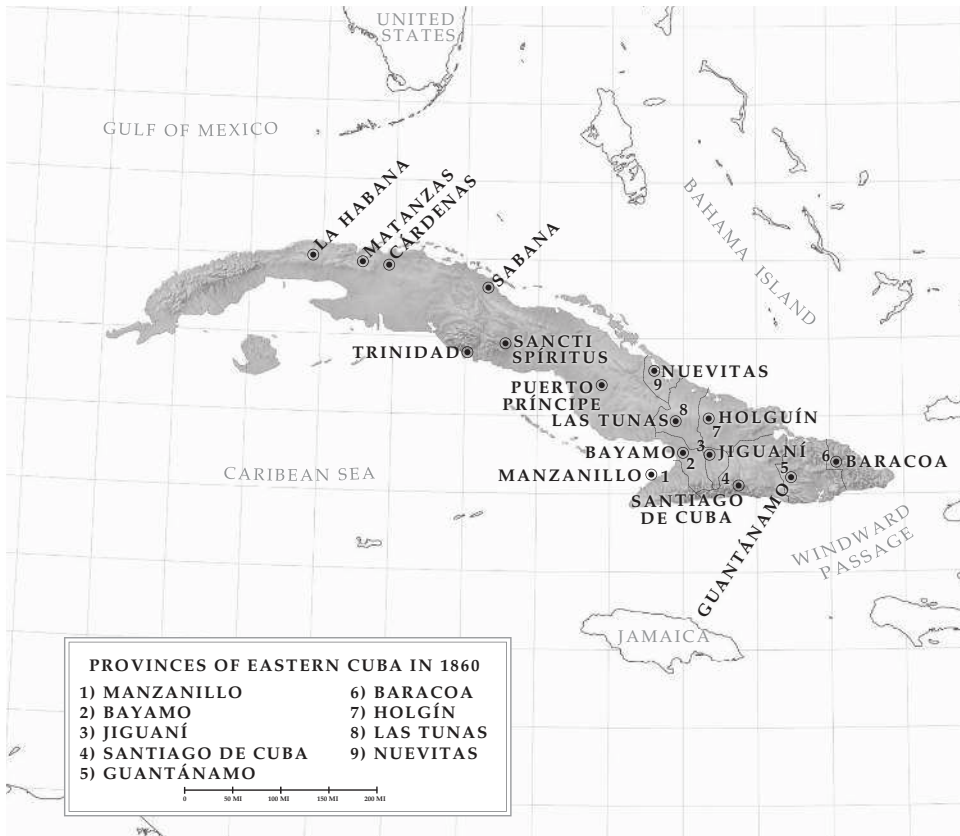 UNITED
STATES
GULF OF MEXICO
BAHAMA ISLAND
LA HABANA
MATANZAS
CÁRDENAS
SABANA
TRINIDAD
SANCTI
SPÍRITUS
NUEVITAS
9
PUERTO
PRÍNCIPE
8
HOLGUÍN
LAS TUNAS
7
BAYAMO
2
3
JIGUANÍ
6
BARACOA
MANZANILLO
1
4
5
SANTIAGO
DE CUBA
GUANTÁNAMO
CARIBEAN SEA
WINDWARD
PASSAGE
JAMAICA
PROVINCES OF EASTERN CUBA IN 1860
1) MANZANILLO
2) BAYAMO
3) JIGUANÍ
4) SANTIAGO DE CUBA
5) GUANTÁNAMO
6) BARACOA
7) HOLGÍN
8) LAS TUNAS
9) NUEVITAS
0 50 MI 100 MI 150 MI 200 MI